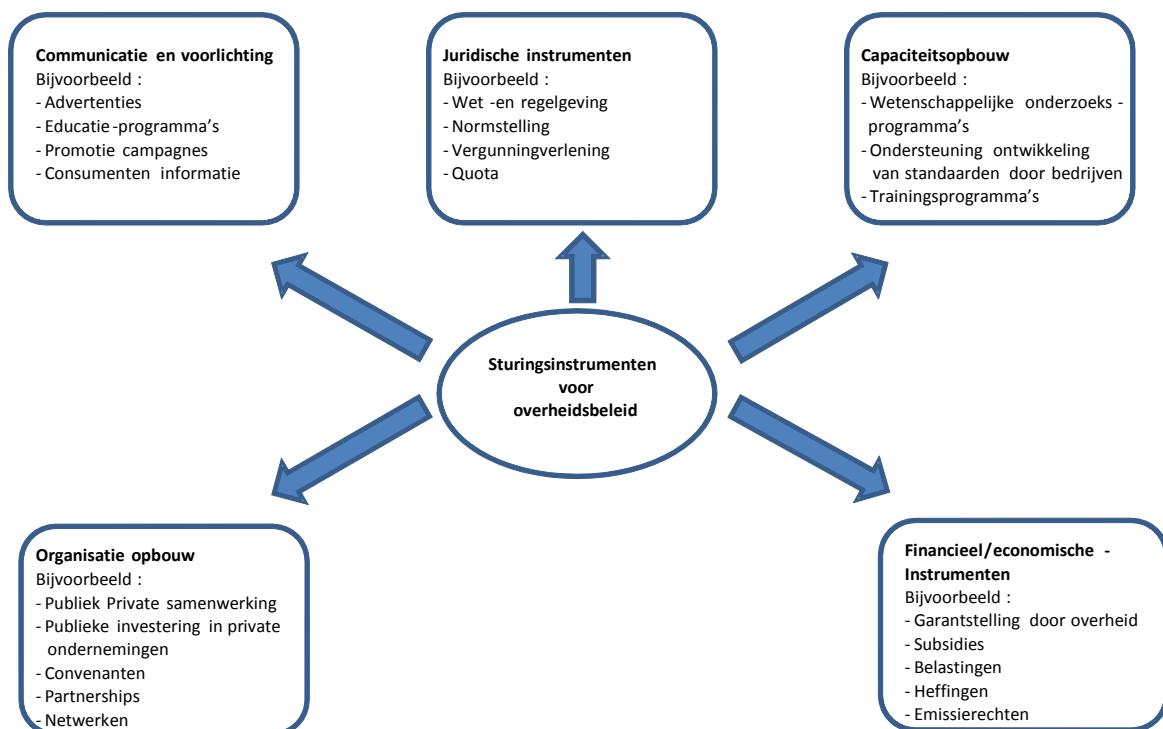 Communicatie en voorlichting
Bijvoorbeeld :
- Advertenties
- Educatie-programma's
- Promotie campagnes
- Consumenten informatie
Juridische instrumenten
Bijvoorbeeld :
- Wet -en regelgeving
- Normstelling
- Vergunningverlening
- Quota
Capaciteitsopbouw
Bijvoorbeeld :
- Wetenschappelijke onderzoeks -
programma's
- Ondersteuning ontwikkeling
van standaarden door bedrijven
- Trainingsprogramma's
Sturingsinstrumenten
voor
overheidsbeleid
Organisatie opbouw
Bijvoorbeeld :
- Publiek Private samenwerking
- Publieke investering in private
ondernemingen
- Convenanten
- Partnerships
- Netwerken
Financieel/economische -
Instrumenten
Bijvoorbeeld :
- Garantstelling door overheid
- Subsidies
- Belastingen
- Heffingen
- Emissierechten